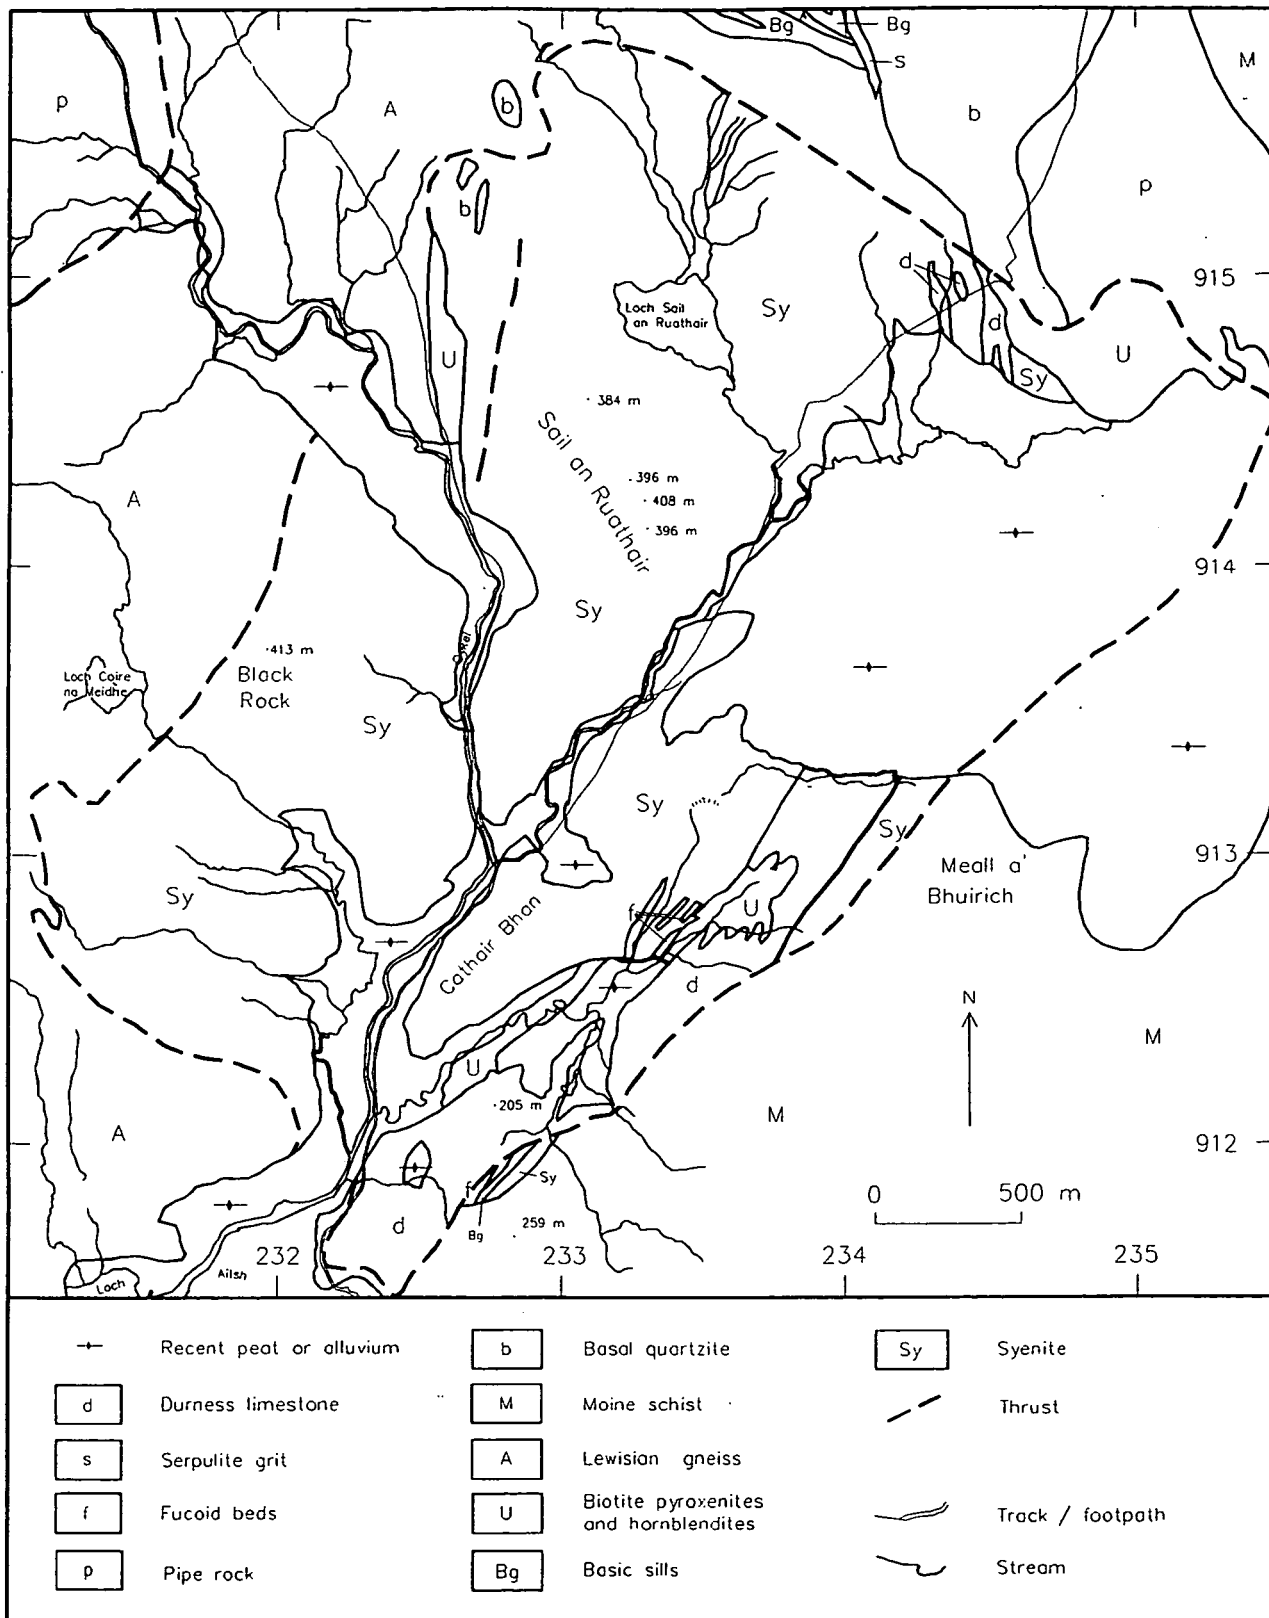 Bg
Bg
s
M
p
A
b
b
p
b
915
d
Loch Sail
an Ruathair
Sy
d
U
U
Sy
384 m
Sail an Ruathair
396 m
408 m
396 m
A
914
Sy
413 m
Black
Rock
Loch Coire
na Meidhe
Oykel
Sy
Sy
Sy
913
Meall a'
Bhuirich
Sy
U
f
Cathair Bhan
d
N
M
U
205 m
M
A
912
Sy
f
0 500 m
d
Bg
259 m
232 233 234 235
Ailsh
Loch
Recent peat or alluvium
b Basal quartzite
Sy Syenite
d Durness limestone
M Moine schist
Thrust
s Serpulite grit
A Lewisian gneiss
f Fucoid beds
U Biotite pyroxenites
and hornblendites
Track / footpath
p Pipe rock
Bg Basic sills
Stream